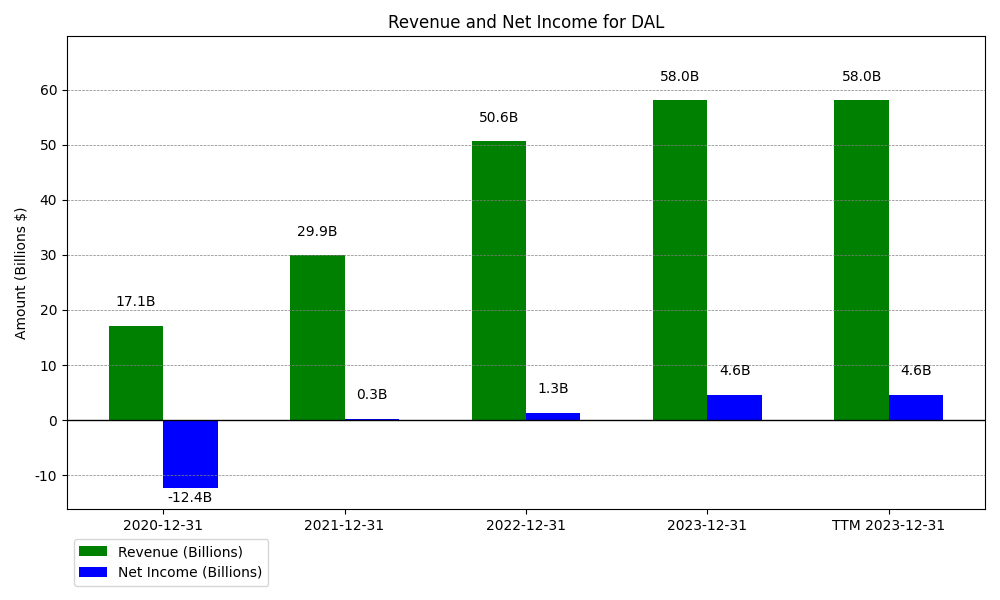 Revenue and Net Income for DAL
Amount (Billions $)
60
50
40
30
20
10
0
-10
17.1B
-12.4B
29.9B
0.3B
50.6B
1.3B
58.0B
4.6B
58.0B
4.6B
2020-12-31
2021-12-31
2022-12-31
2023-12-31
TTM 2023-12-31
Revenue (Billions)
Net Income (Billions)